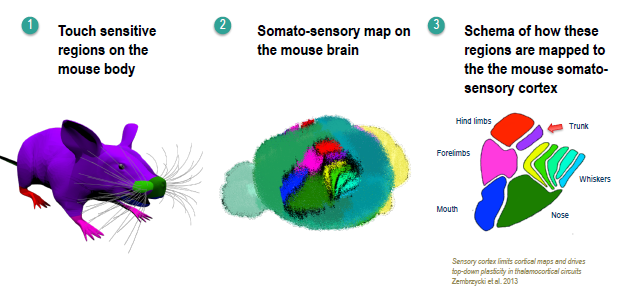 1
Touch sensitive
regions on the
mouse body
2
Somato-sensory map on
the mouse brain
3
Schema of how these
regions are mapped to
the the mouse somato-
sensory cortex
Hind limbs
Trunk
Forelimbs
Whiskers
Mouth
Nose
Sensory cortex limits cortical maps and drives
top-down plasticity in thalamocortical circuits
Zembrzycki et al. 2013